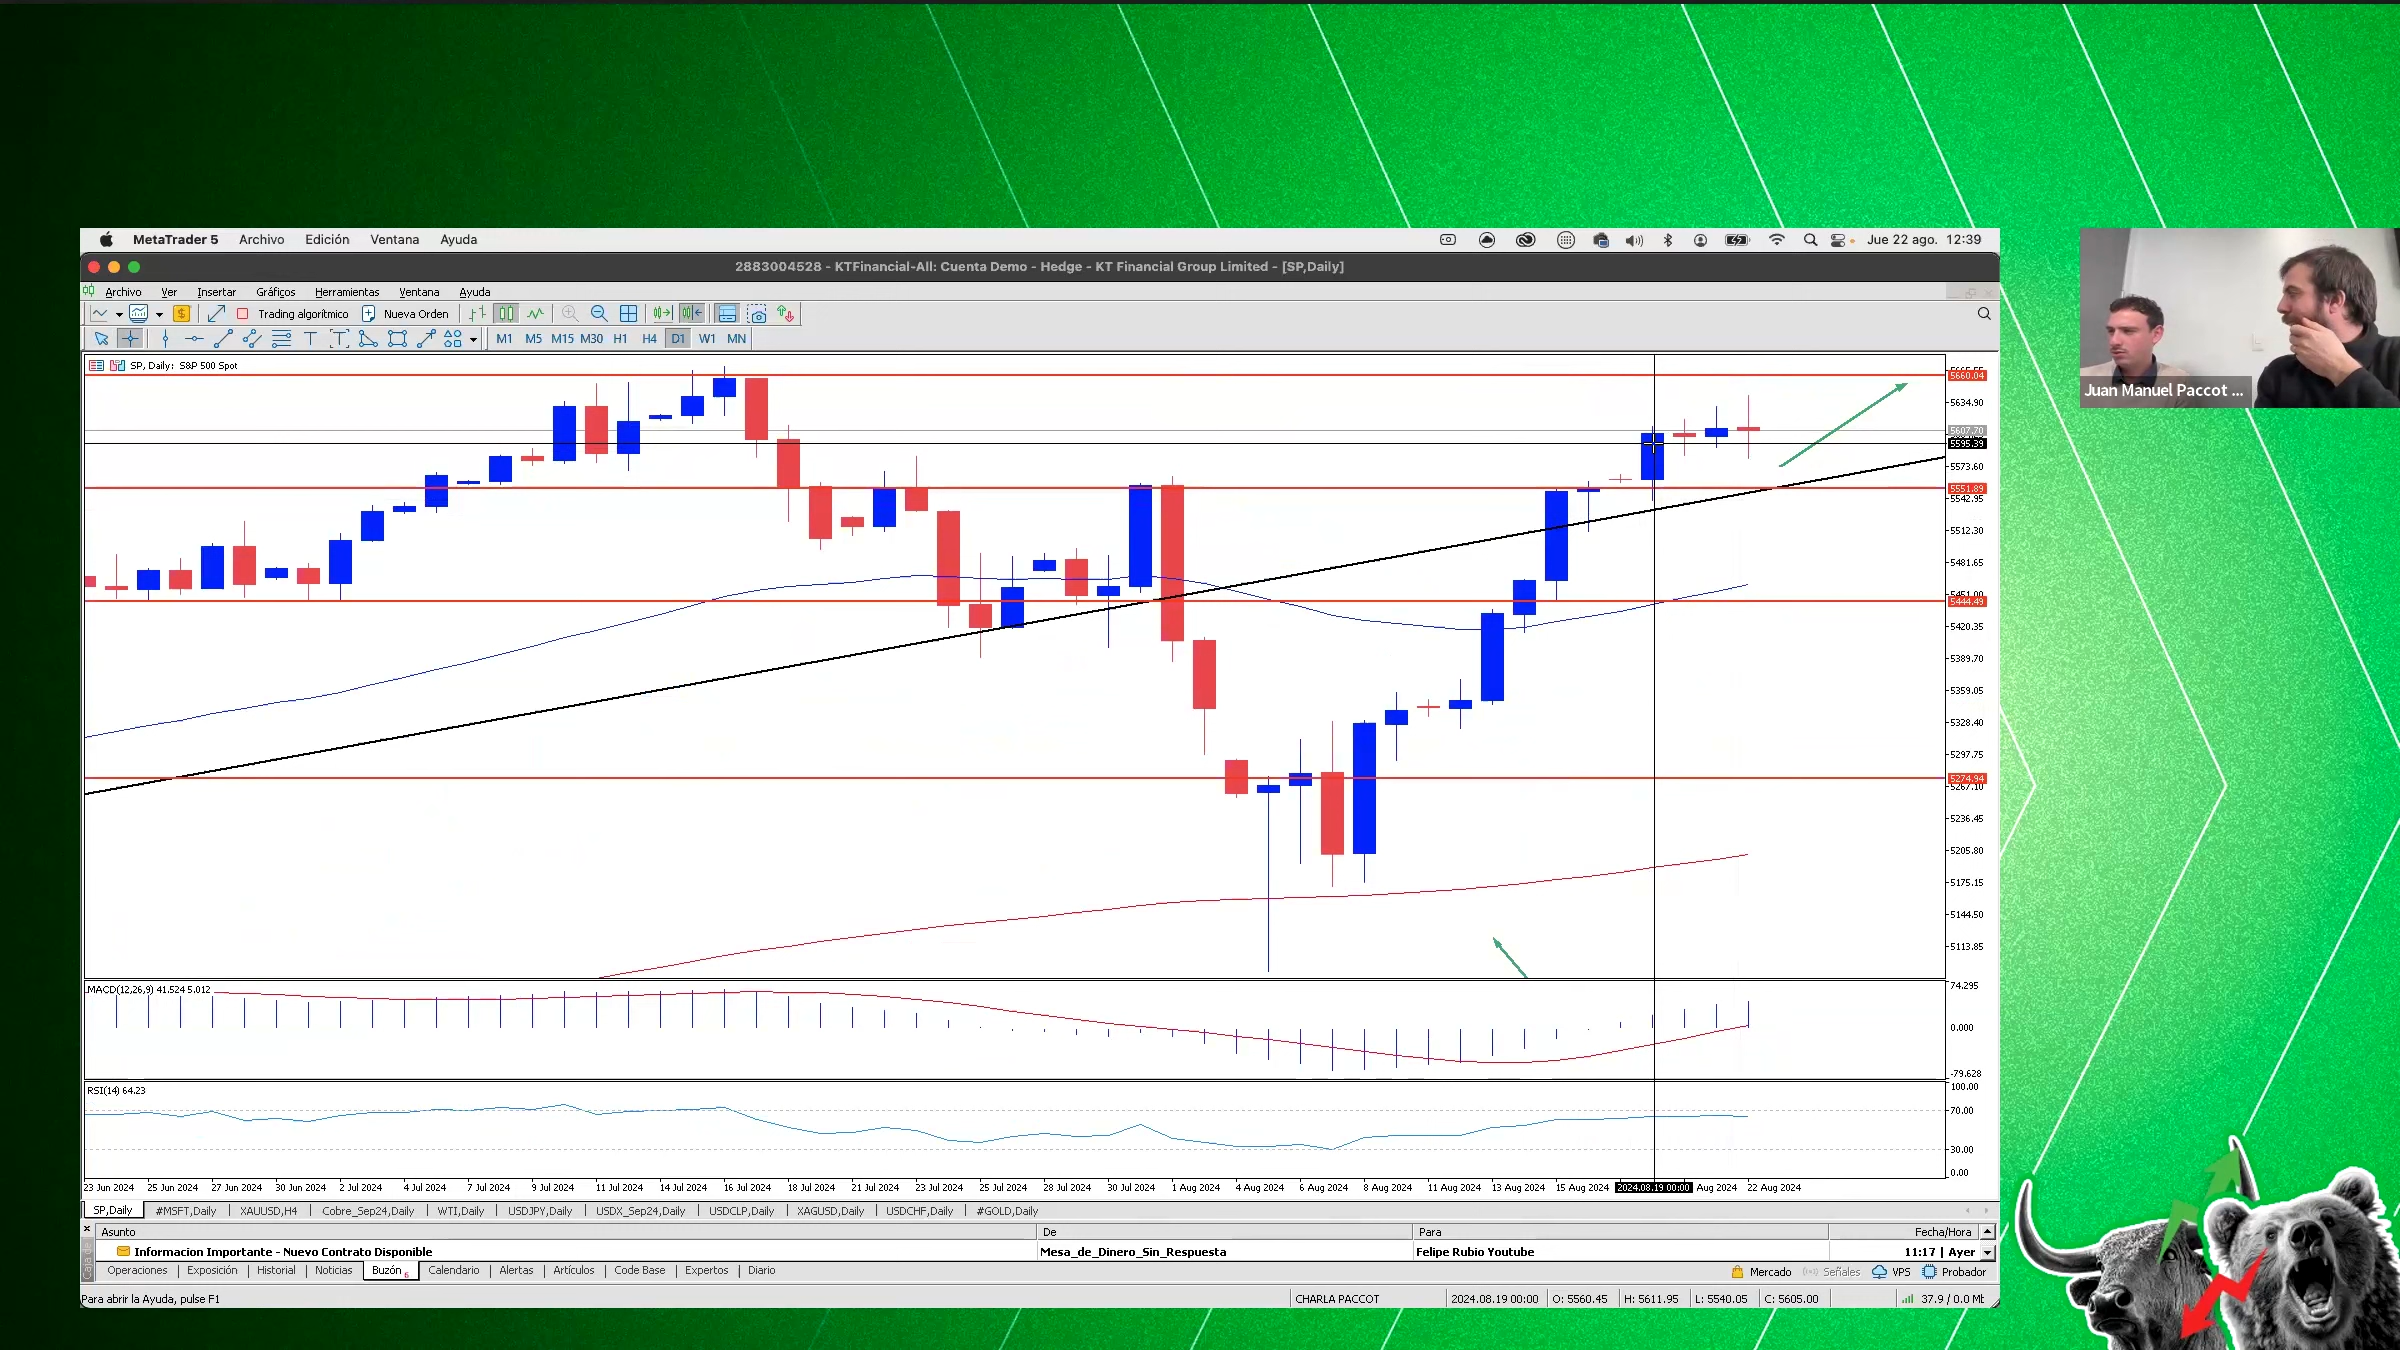 MetaTrader 5 Archivo Edición Ventana Ayuda Jue 22 ago. 12:39
2883004528 - KTFinancial-All: Cuenta Demo - Hedge - KT Financial Group Limited - [SP,Daily]
Archivo Ver Insertar Gráficos Herramientas Ventana Ayuda
Trading algorítmico Nueva Orden
M1 M5 M15 M30 H1 H4 D1 W1 MN
SP, Daily: S&P 500 Spot
5660.04
5634.90
5607.70
5595.39
5573.60
5551.89
5542.95
5512.30
5481.65
5451.00
5444.49
5420.35
5389.70
5359.05
5328.40
5297.75
5274.94
5267.10
5236.45
5205.80
5175.15
5144.50
5113.85
Juan Manuel Paccot ...
MACD(12,26,9) 41.524 5.012
74.295
0.000
-79.628
RSI(14) 64.23
100.00
70.00
30.00
0.00
23 Jun 2024 25 Jun 2024 27 Jun 2024 30 Jun 2024 2 Jul 2024 4 Jul 2024 7 Jul 2024 9 Jul 2024 11 Jul 2024 14 Jul 2024 16 Jul 2024 18 Jul 2024 21 Jul 2024 23 Jul 2024 25 Jul 2024 28 Jul 2024 30 Jul 2024 1 Aug 2024 4 Aug 2024 6 Aug 2024 8 Aug 2024 11 Aug 2024 13 Aug 2024 15 Aug 2024 2024.08.19 00:00 Aug 2024 22 Aug 2024
SP,Daily #MSFT,Daily XAUUSD,H4 Cobre_Sep24,Daily WTI,Daily USDJPY,Daily USDX_Sep24,Daily USDCLP,Daily XAGUSD,Daily USDCHF,Daily #GOLD,Daily
Asunto De Para Fecha/Hora
Informacion Importante - Nuevo Contrato Disponible Mesa_de_Dinero_Sin_Respuesta Felipe Rubio Youtube 11:17 | Ayer
Operaciones Exposición Historial Noticias Buzón 6 Calendario Alertas Artículos Code Base Expertos Diario Mercado Señales VPS Probador
Para abrir la Ayuda, pulse F1 CHARLA PACCOT 2024.08.19 00:00 O: 5560.45 H: 5611.95 L: 5540.05 C: 5605.00 37.9 / 0.0 Mb